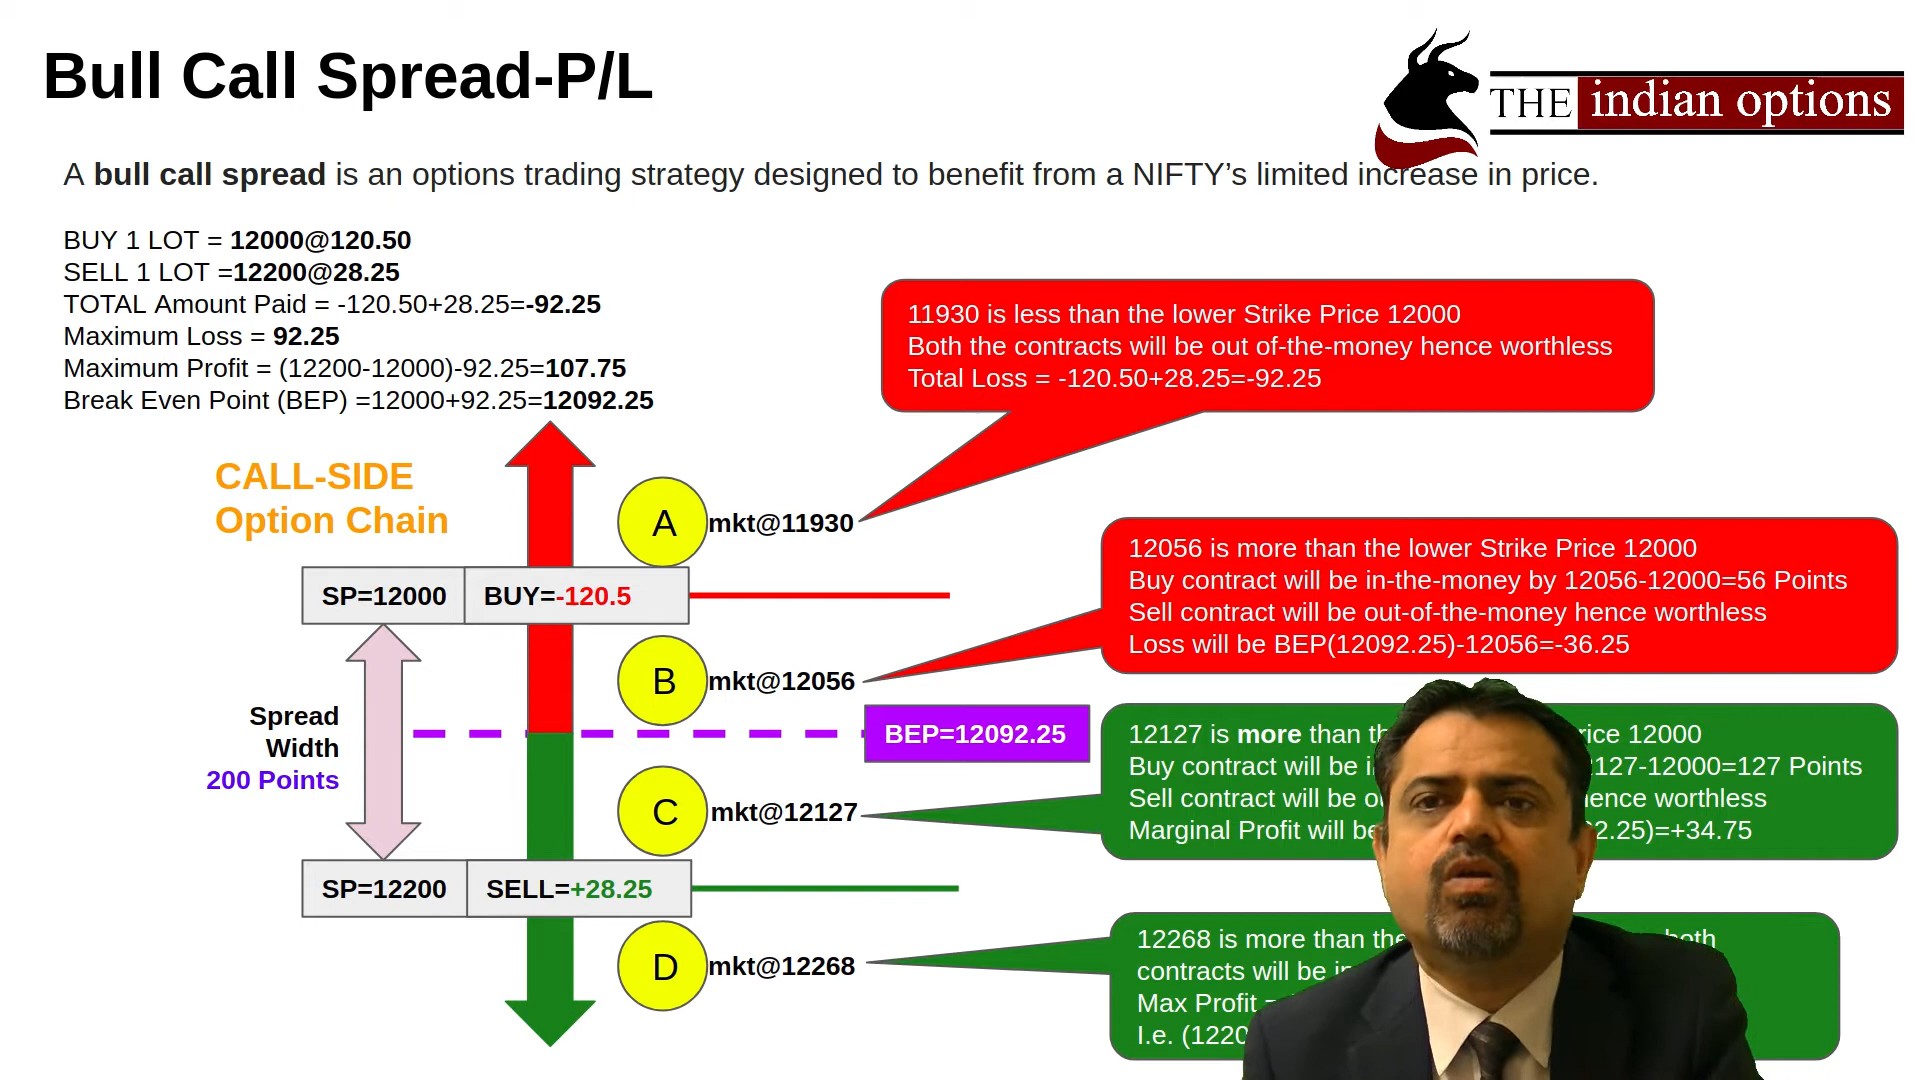 Bull Call Spread-P/L
THE indian options
A bull call spread is an options trading strategy designed to benefit from a NIFTY’s limited increase in price.
BUY 1 LOT = 12000@120.50
SELL 1 LOT =12200@28.25
TOTAL Amount Paid = -120.50+28.25=-92.25
Maximum Loss = 92.25
Maximum Profit = (12200-12000)-92.25=107.75
Break Even Point (BEP) =12000+92.25=12092.25
11930 is less than the lower Strike Price 12000
Both the contracts will be out of-the-money hence worthless
Total Loss = -120.50+28.25=-92.25
CALL-SIDE
Option Chain
A
mkt@11930
12056 is more than the lower Strike Price 12000
Buy contract will be in-the-money by 12056-12000=56 Points
Sell contract will be out-of-the-money hence worthless
Loss will be BEP(12092.25)-12056=-36.25
SP=12000 BUY=-120.5
B
mkt@12056
Spread
Width
200 Points
BEP=12092.25
12127 is more than 12000
Buy contract will be 127-12000=127 Points
Sell contract will be hence worthless
Marginal Profit will be 2.25)=+34.75
C
mkt@12127
SP=12200 SELL=+28.25
D
mkt@12268
12268 is more than the both
contracts will be
Max Profit =
I.e. (1220